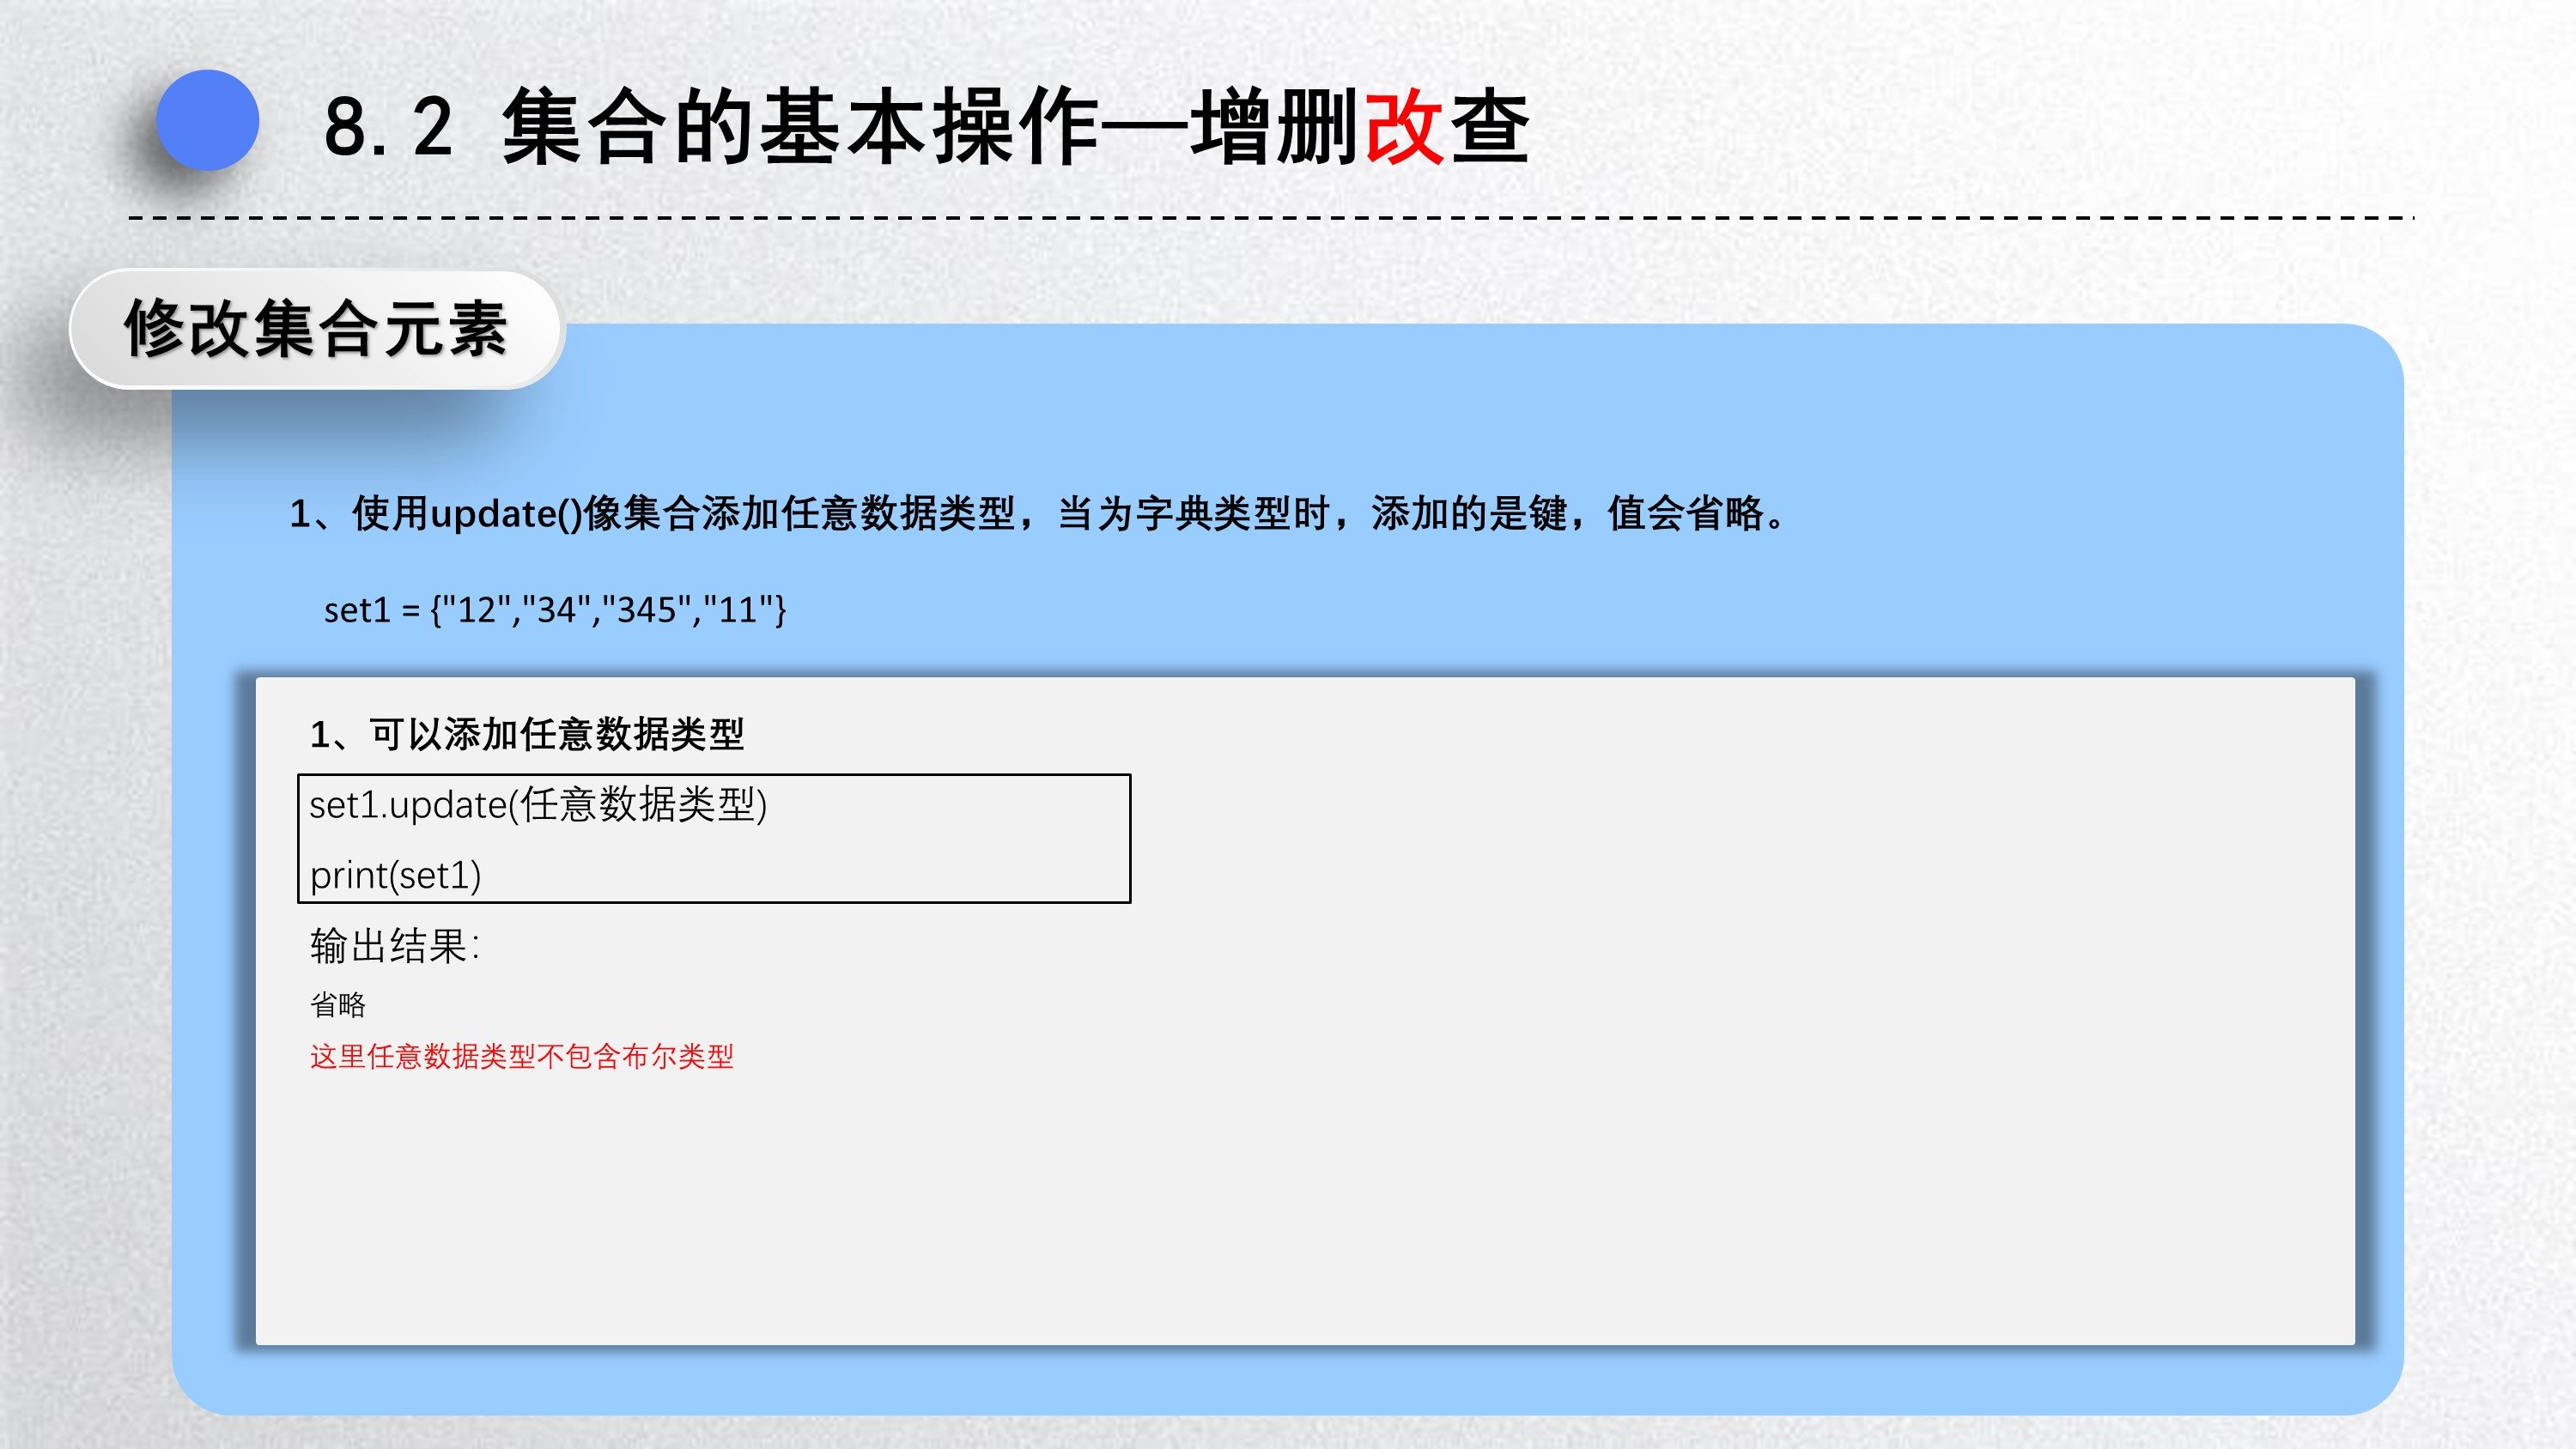 8.2 集合的基本操作—增删改查
修改集合元素
1、使用update()像集合添加任意数据类型，当为字典类型时，添加的是键，值会省略。
set1 = {"12","34","345","11"}
1、可以添加任意数据类型
set1.update(任意数据类型)
print(set1)
输出结果：
省略
这里任意数据类型不包含布尔类型